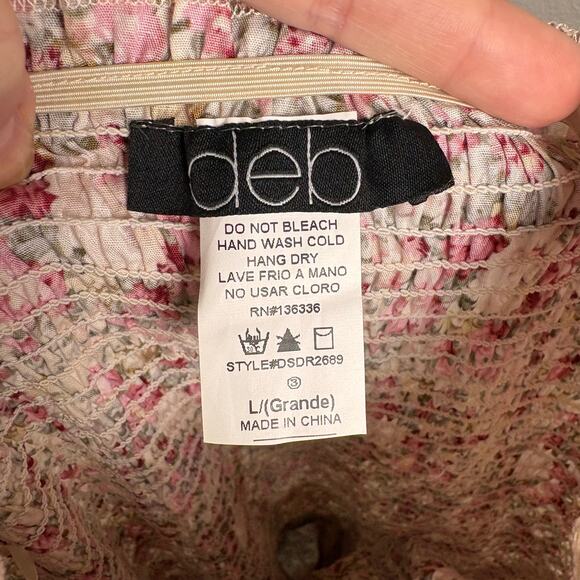 deb
DO NOT BLEACH
HAND WASH COLD
HANG DRY
LAVE FRIO A MANO
NO USAR CLORO
RN#136336
STYLE#DSDR2689
3
L/(Grande)
MADE IN CHINA